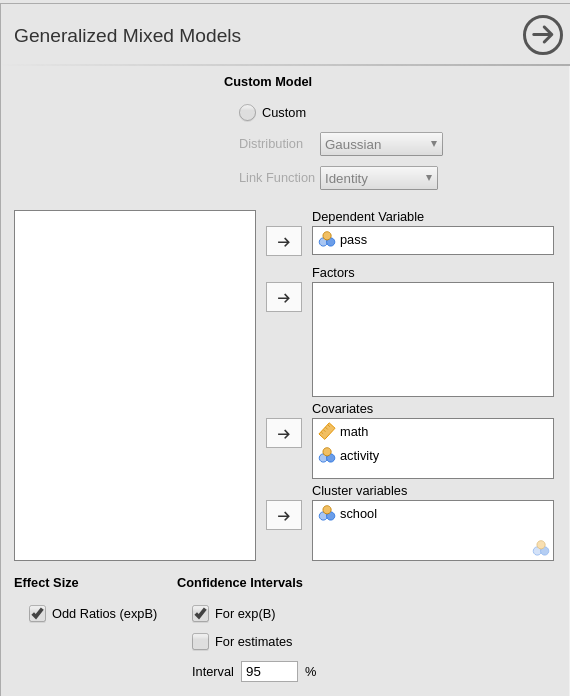 Generalized Mixed Models
Custom Model
Custom
Distribution Gaussian
Link Function Identity
Dependent Variable
pass
Factors
Covariates
math
activity
Cluster variables
school
Effect Size Confidence Intervals
Odd Ratios (expB) For exp(B)
For estimates
Interval 95 %